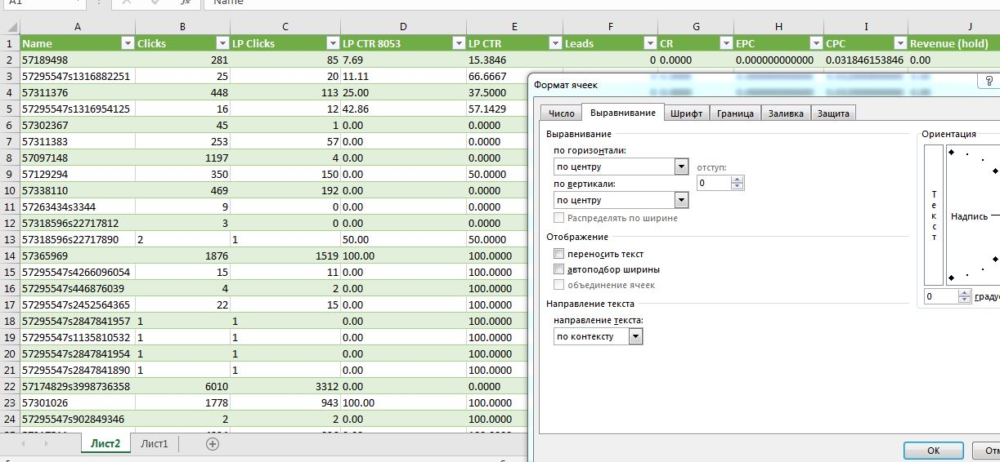 A1 Name
A B C D E F G H I J
1 Name Clicks LP Clicks LP CTR 8053 LP CTR Leads CR EPC CPC Revenue (hold)
2 57189498 281 85 7.69 15.3846 0 0.0000 0.000000000000 0.031846153846 0.00
3 57295547s1316882251 25 20 11.11 66.6667
4 57311376 448 113 25.00 37.5000
5 57295547s1316954125 16 12 42.86 57.1429
6 57302367 45 1 0.00 0.0000
7 57311383 253 57 0.00 0.0000
8 57097148 1197 4 0.00 0.0000
9 57129294 350 150 0.00 50.0000
10 57338110 469 192 0.00 0.0000
11 57263434s3344 9 0 0.00 0.0000
12 57318596s22717812 3 0 0.00 0.0000
13 57318596s22717890 2 1 50.00 50.0000
14 57365969 1876 1519 100.00 100.0000
15 57295547s4266096054 15 11 0.00 100.0000
16 57295547s446876039 4 2 0.00 100.0000
17 57295547s2452564365 22 15 0.00 100.0000
18 57295547s2847841957 1 1 0.00 100.0000
19 57295547s1135810532 1 1 0.00 100.0000
20 57295547s2847841954 1 1 0.00 100.0000
21 57295547s2847841890 1 1 0.00 100.0000
22 57174829s3998736358 6010 3312 0.00 0.0000
23 57301026 1778 943 100.00 100.0000
24 57295547s902849346 2 2 0.00 100.0000
Лист2 Лист1
Формат ячеек
?
Число Выравнивание Шрифт Граница Заливка Защита
Выравнивание
по горизонтали:
по центру
отступ:
0
по вертикали:
по центру
Распределять по ширине
Отображение
переносить текст
автоподбор ширины
объединение ячеек
Направление текста
направление текста:
по контексту
Ориентация
Текст
Надпись
0 градус
ОК
Отм